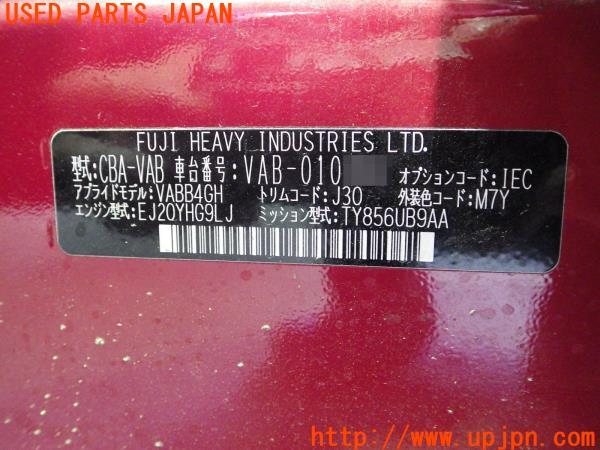 USED PARTS JAPAN
FUJI HEAVY INDUSTRIES LTD.
型式:CBA-VAB 車台番号:VAB-010 オプションコード:IEC
アプライドモデル:VABB4GH トリムコード:J30 外装色コード:M7Y
エンジン型式:EJ20YHG9LJ ミッション型式:TY856UB9AA
http://www.upjpn.com/